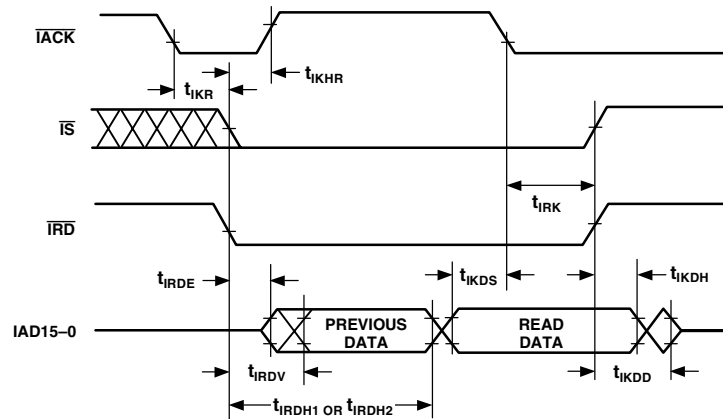 IACK
tIKR
tIKHR
IS
tIRK
IRD
tIRDE
tIKDS
tIKDH
IAD15–0
PREVIOUS
DATA
READ
DATA
tIRDV
tIKDD
tIRDH1 OR tIRDH2